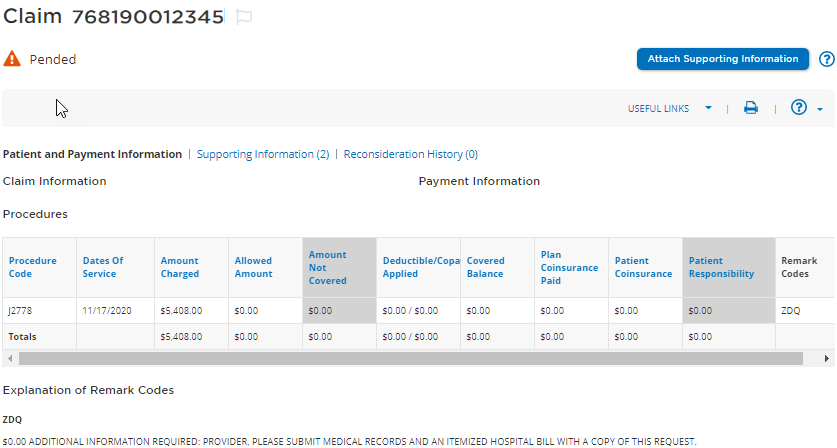 Claim 768190012345
Pended
Attach Supporting Information
USEFUL LINKS
Patient and Payment Information | Supporting Information (2) | Reconsideration History (0)
Claim Information
Payment Information
Procedures
Procedure Code
Dates Of Service
Amount Charged
Allowed Amount
Amount Not Covered
Deductible/Copa Applied
Covered Balance
Plan Coinsurance Paid
Patient Coinsurance
Patient Responsibility
Remark Codes
J2778 11/17/2020 $5,408.00 $0.00 $0.00 $0.00 / $0.00 $0.00 $0.00 $0.00 $0.00 ZDQ
Totals $5,408.00 $0.00 $0.00 $0.00 / $0.00 $0.00 $0.00 $0.00 $0.00
Explanation of Remark Codes
ZDQ
$0.00 ADDITIONAL INFORMATION REQUIRED: PROVIDER, PLEASE SUBMIT MEDICAL RECORDS AND AN ITEMIZED HOSPITAL BILL WITH A COPY OF THIS REQUEST.